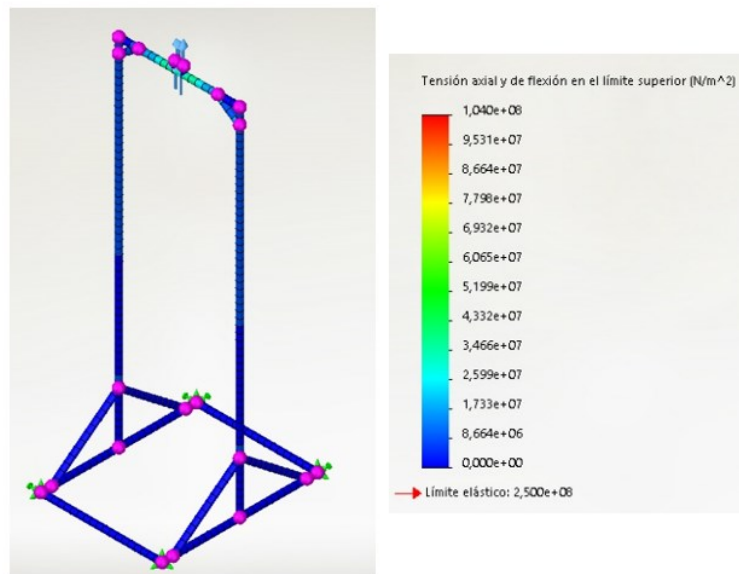 Tensión axial y de flexión en el límite superior (N/m^2)
1,040e+08
9,531e+07
8,664e+07
7,798e+07
6,932e+07
6,065e+07
5,199e+07
4,332e+07
3,466e+07
2,599e+07
1,733e+07
8,664e+06
0,000e+00
Límite elástico: 2,500e+08